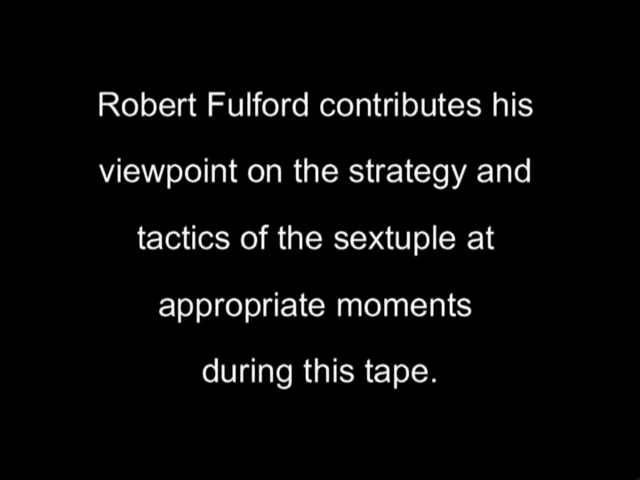 Robert Fulford contributes his
viewpoint on the strategy and
tactics of the sextuple at
appropriate moments
during this tape.